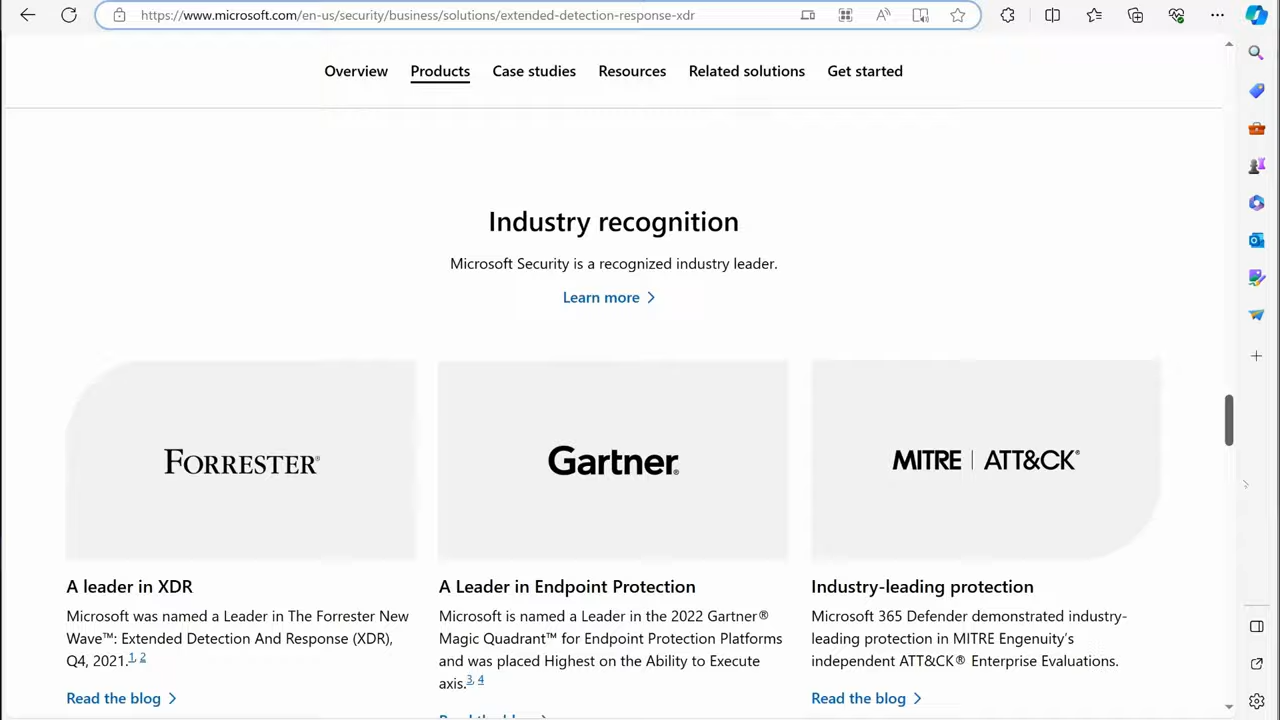 https://www.microsoft.com/en-us/security/business/solutions/extended-detection-response-xdr
Overview Products Case studies Resources Related solutions Get started
Industry recognition
Microsoft Security is a recognized industry leader.
Learn more
FORRESTER®
Gartner®
MITRE | ATT&CK®
A leader in XDR
Microsoft was named a Leader in The Forrester New
Wave™: Extended Detection And Response (XDR),
Q4, 2021.1, 2
Read the blog
A Leader in Endpoint Protection
Microsoft is named a Leader in the 2022 Gartner®
Magic Quadrant™ for Endpoint Protection Platforms
and was placed Highest on the Ability to Execute
axis.3, 4
Read the blog
Industry-leading protection
Microsoft 365 Defender demonstrated industry-
leading protection in MITRE Engenuity's
independent ATT&CK® Enterprise Evaluations.
Read the blog